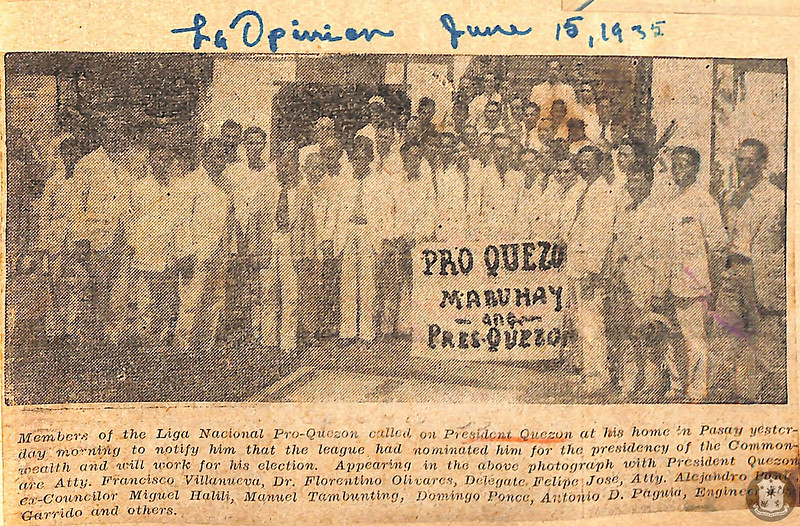 La Opinion June 15, 1935
PRO QUEZO
MABUHAY
ang
PRES. QUEZON
Members of the Liga Nacional Pro-Quezon called on President Quezon at his home in Pasay yester-
day morning to notify him that the league had nominated him for the presidency of the Common-
wealth and will work for his election. Appearing in the above photograph with President Quezon
are Atty. Francisco Villanueva, Dr. Florentino Olivares, Delegate Felipe José, Atty. Alejandro
ex-Councilor Miguel Halili, Manuel Tambunting, Domingo Ponce, Antonio D. Paguia, Engineer
Garrido and others.